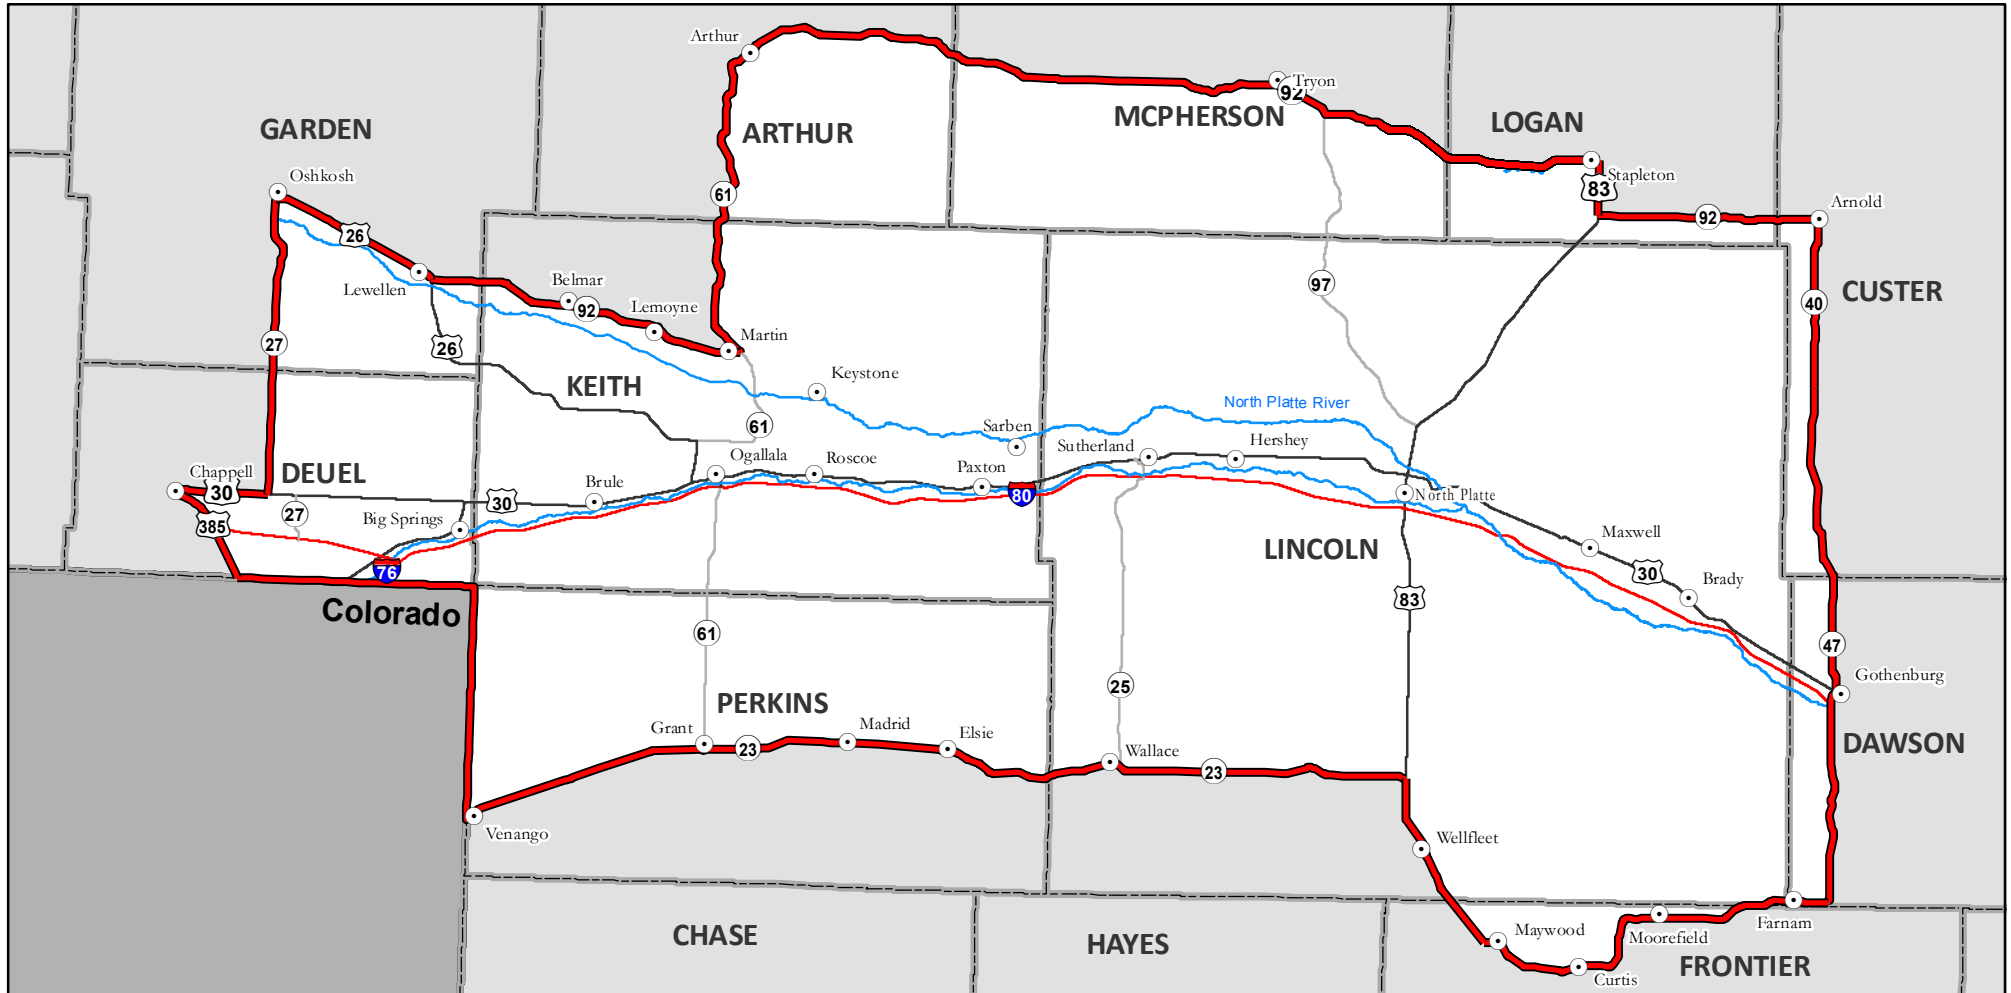 Arthur
Tryon
92
GARDEN
ARTHUR
MCPHERSON
LOGAN
Oshkosh
61
Stapleton
83
Arnold
92
26
Lewellen
Belmar
92
Lemoyne
97
CUSTER
40
27
26
Martin
KEITH
Keystone
North Platte River
61
Sarben
Sutherland
Hershey
Chappell
30
DEUEL
Ogallala
Roscoe
Paxton
80
North Platte
385
27
Big Springs
30
Brule
76
LINCOLN
Maxwell
30
Brady
Colorado
83
61
47
25
Gothenburg
PERKINS
Grant
23
Madrid
Elsie
Wallace
23
DAWSON
Venango
Wellfleet
CHASE
HAYES
Maywood
Moorefield
Farnam
Curtis
FRONTIER